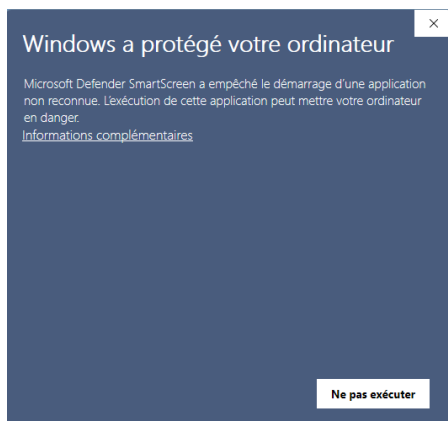 Windows a protégé votre ordinateur
Microsoft Defender SmartScreen a empêché le démarrage d'une application
non reconnue. L'exécution de cette application peut mettre votre ordinateur
en danger.
Informations complémentaires
Ne pas exécuter